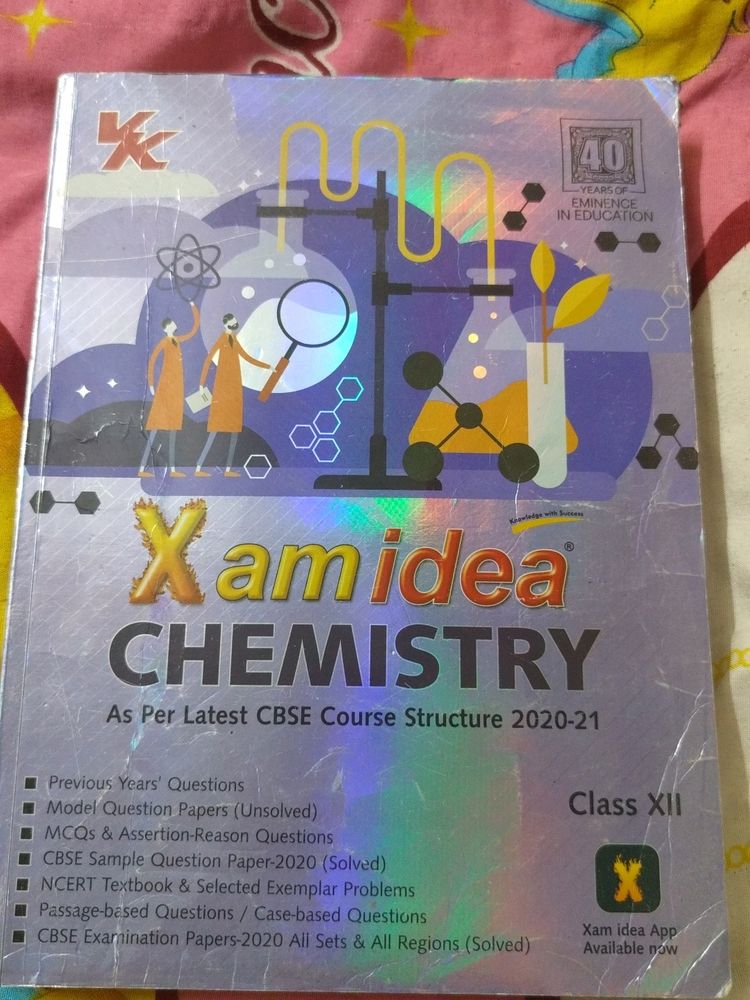 VK
40
YEARS OF
EMINENCE
IN EDUCATION
Knowledge with Success
Xam idea®
CHEMISTRY
As Per Latest CBSE Course Structure 2020-21
■ Previous Years' Questions
■ Model Question Papers (Unsolved)
■ MCQs & Assertion-Reason Questions
■ CBSE Sample Question Paper-2020 (Solved)
■ NCERT Textbook & Selected Exemplar Problems
■ Passage-based Questions / Case-based Questions
■ CBSE Examination Papers-2020 All Sets & All Regions (Solved)
Class XII
X
Xam idea App
Available now